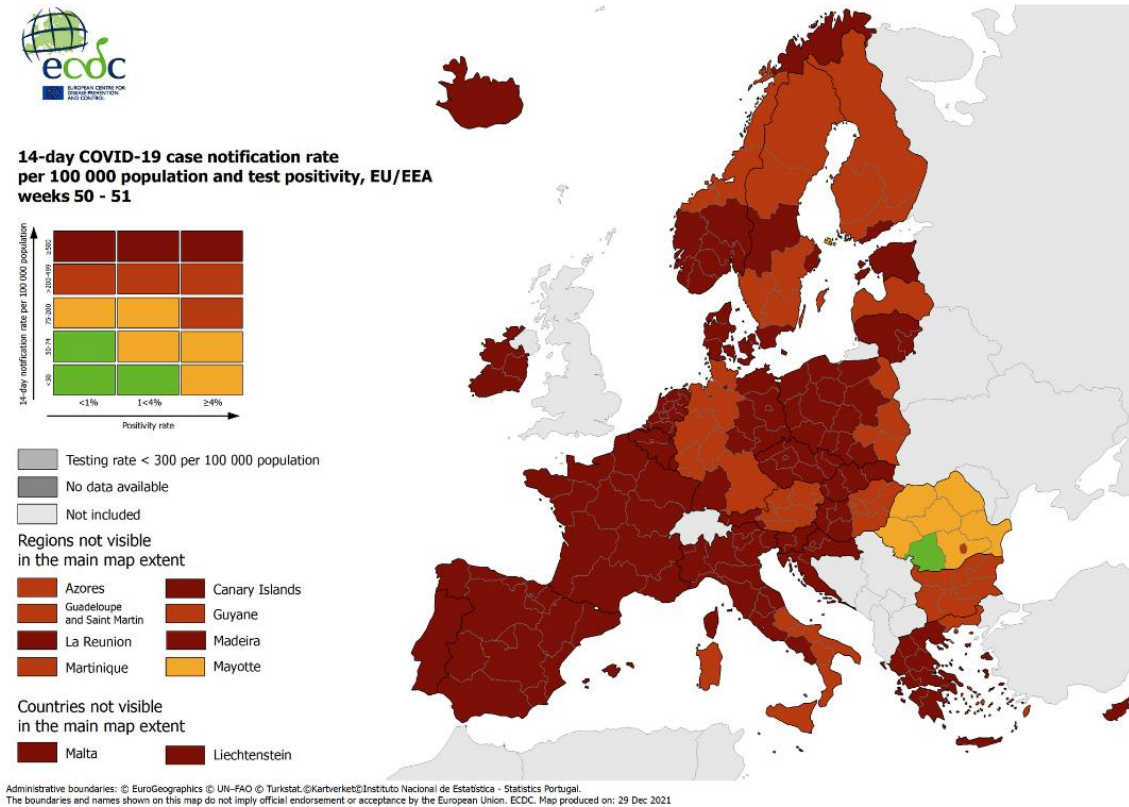 ecdc
EUROPEAN CENTRE FOR
DISEASE PREVENTION
AND CONTROL
14-day COVID-19 case notification rate
per 100 000 population and test positivity, EU/EEA
weeks 50 - 51
14-day notification rate per 100 000 population
≥500
>200-499
75-200
50-74
<50
<1%
1<4%
≥4%
Positivity rate
Testing rate < 300 per 100 000 population
No data available
Not included
Regions not visible
in the main map extent
Azores
Canary Islands
Guadeloupe
and Saint Martin
Guyane
La Reunion
Madeira
Martinique
Mayotte
Countries not visible
in the main map extent
Malta
Liechtenstein
Administrative boundaries: © EuroGeographics © UN–FAO © Turkstat.©Kartverket©Instituto Nacional de Estatística - Statistics Portugal.
The boundaries and names shown on this map do not imply official endorsement or acceptance by the European Union. ECDC. Map produced on: 29 Dec 2021